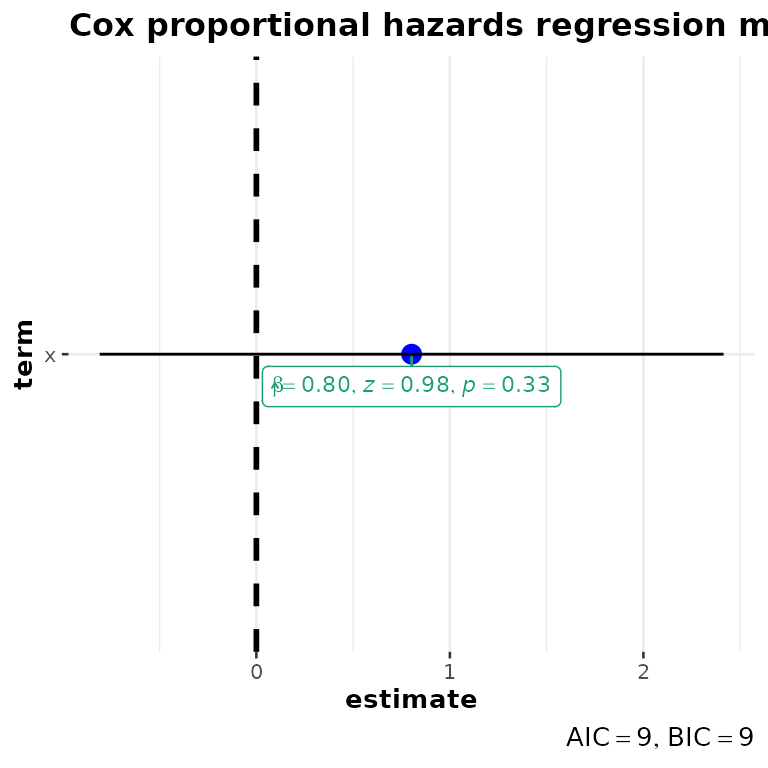 Cox proportional hazards regression m
term
x
β̂ = 0.80, z = 0.98, p = 0.33
0 1 2
estimate
AIC = 9, BIC = 9